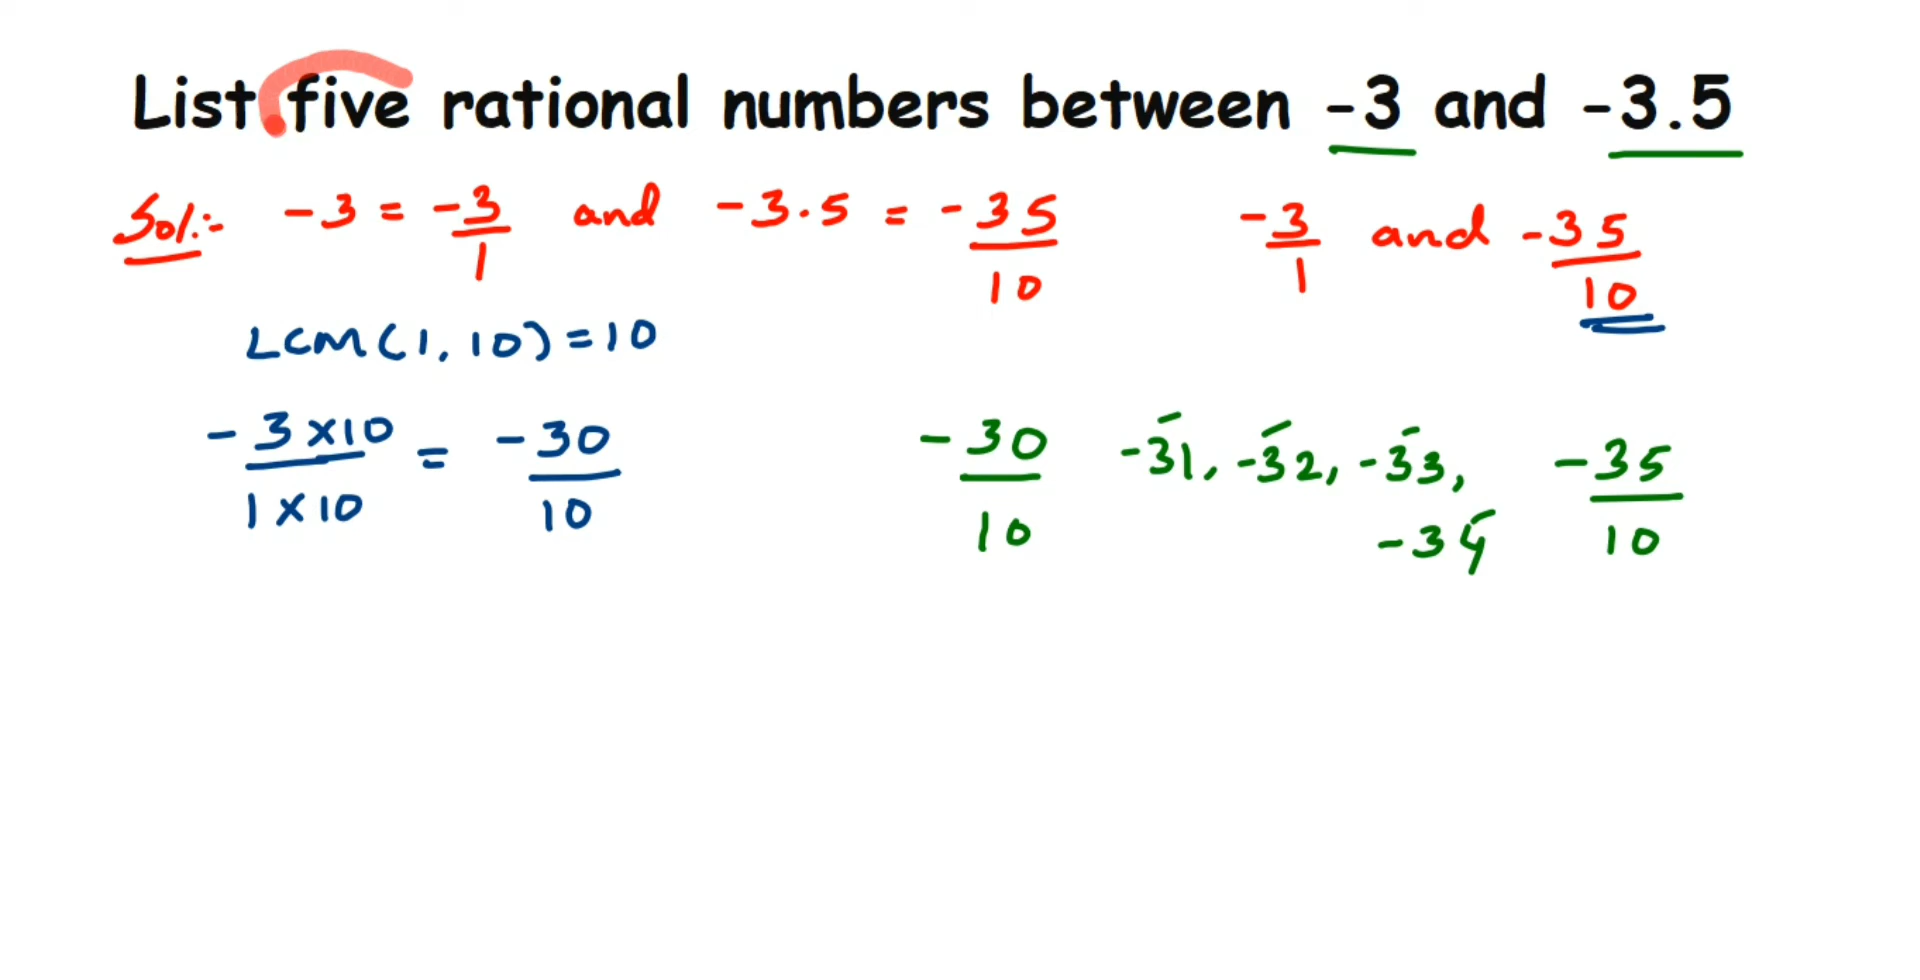 List five rational numbers between -3 and -3.5
Sol:- -3 = -3/1 and -3.5 = -35/10 -3/1 and -35/10
LCM(1, 10) = 10
-3×10/1×10 = -30/10 -30/10 -31, -32, -33, -35/10
-34